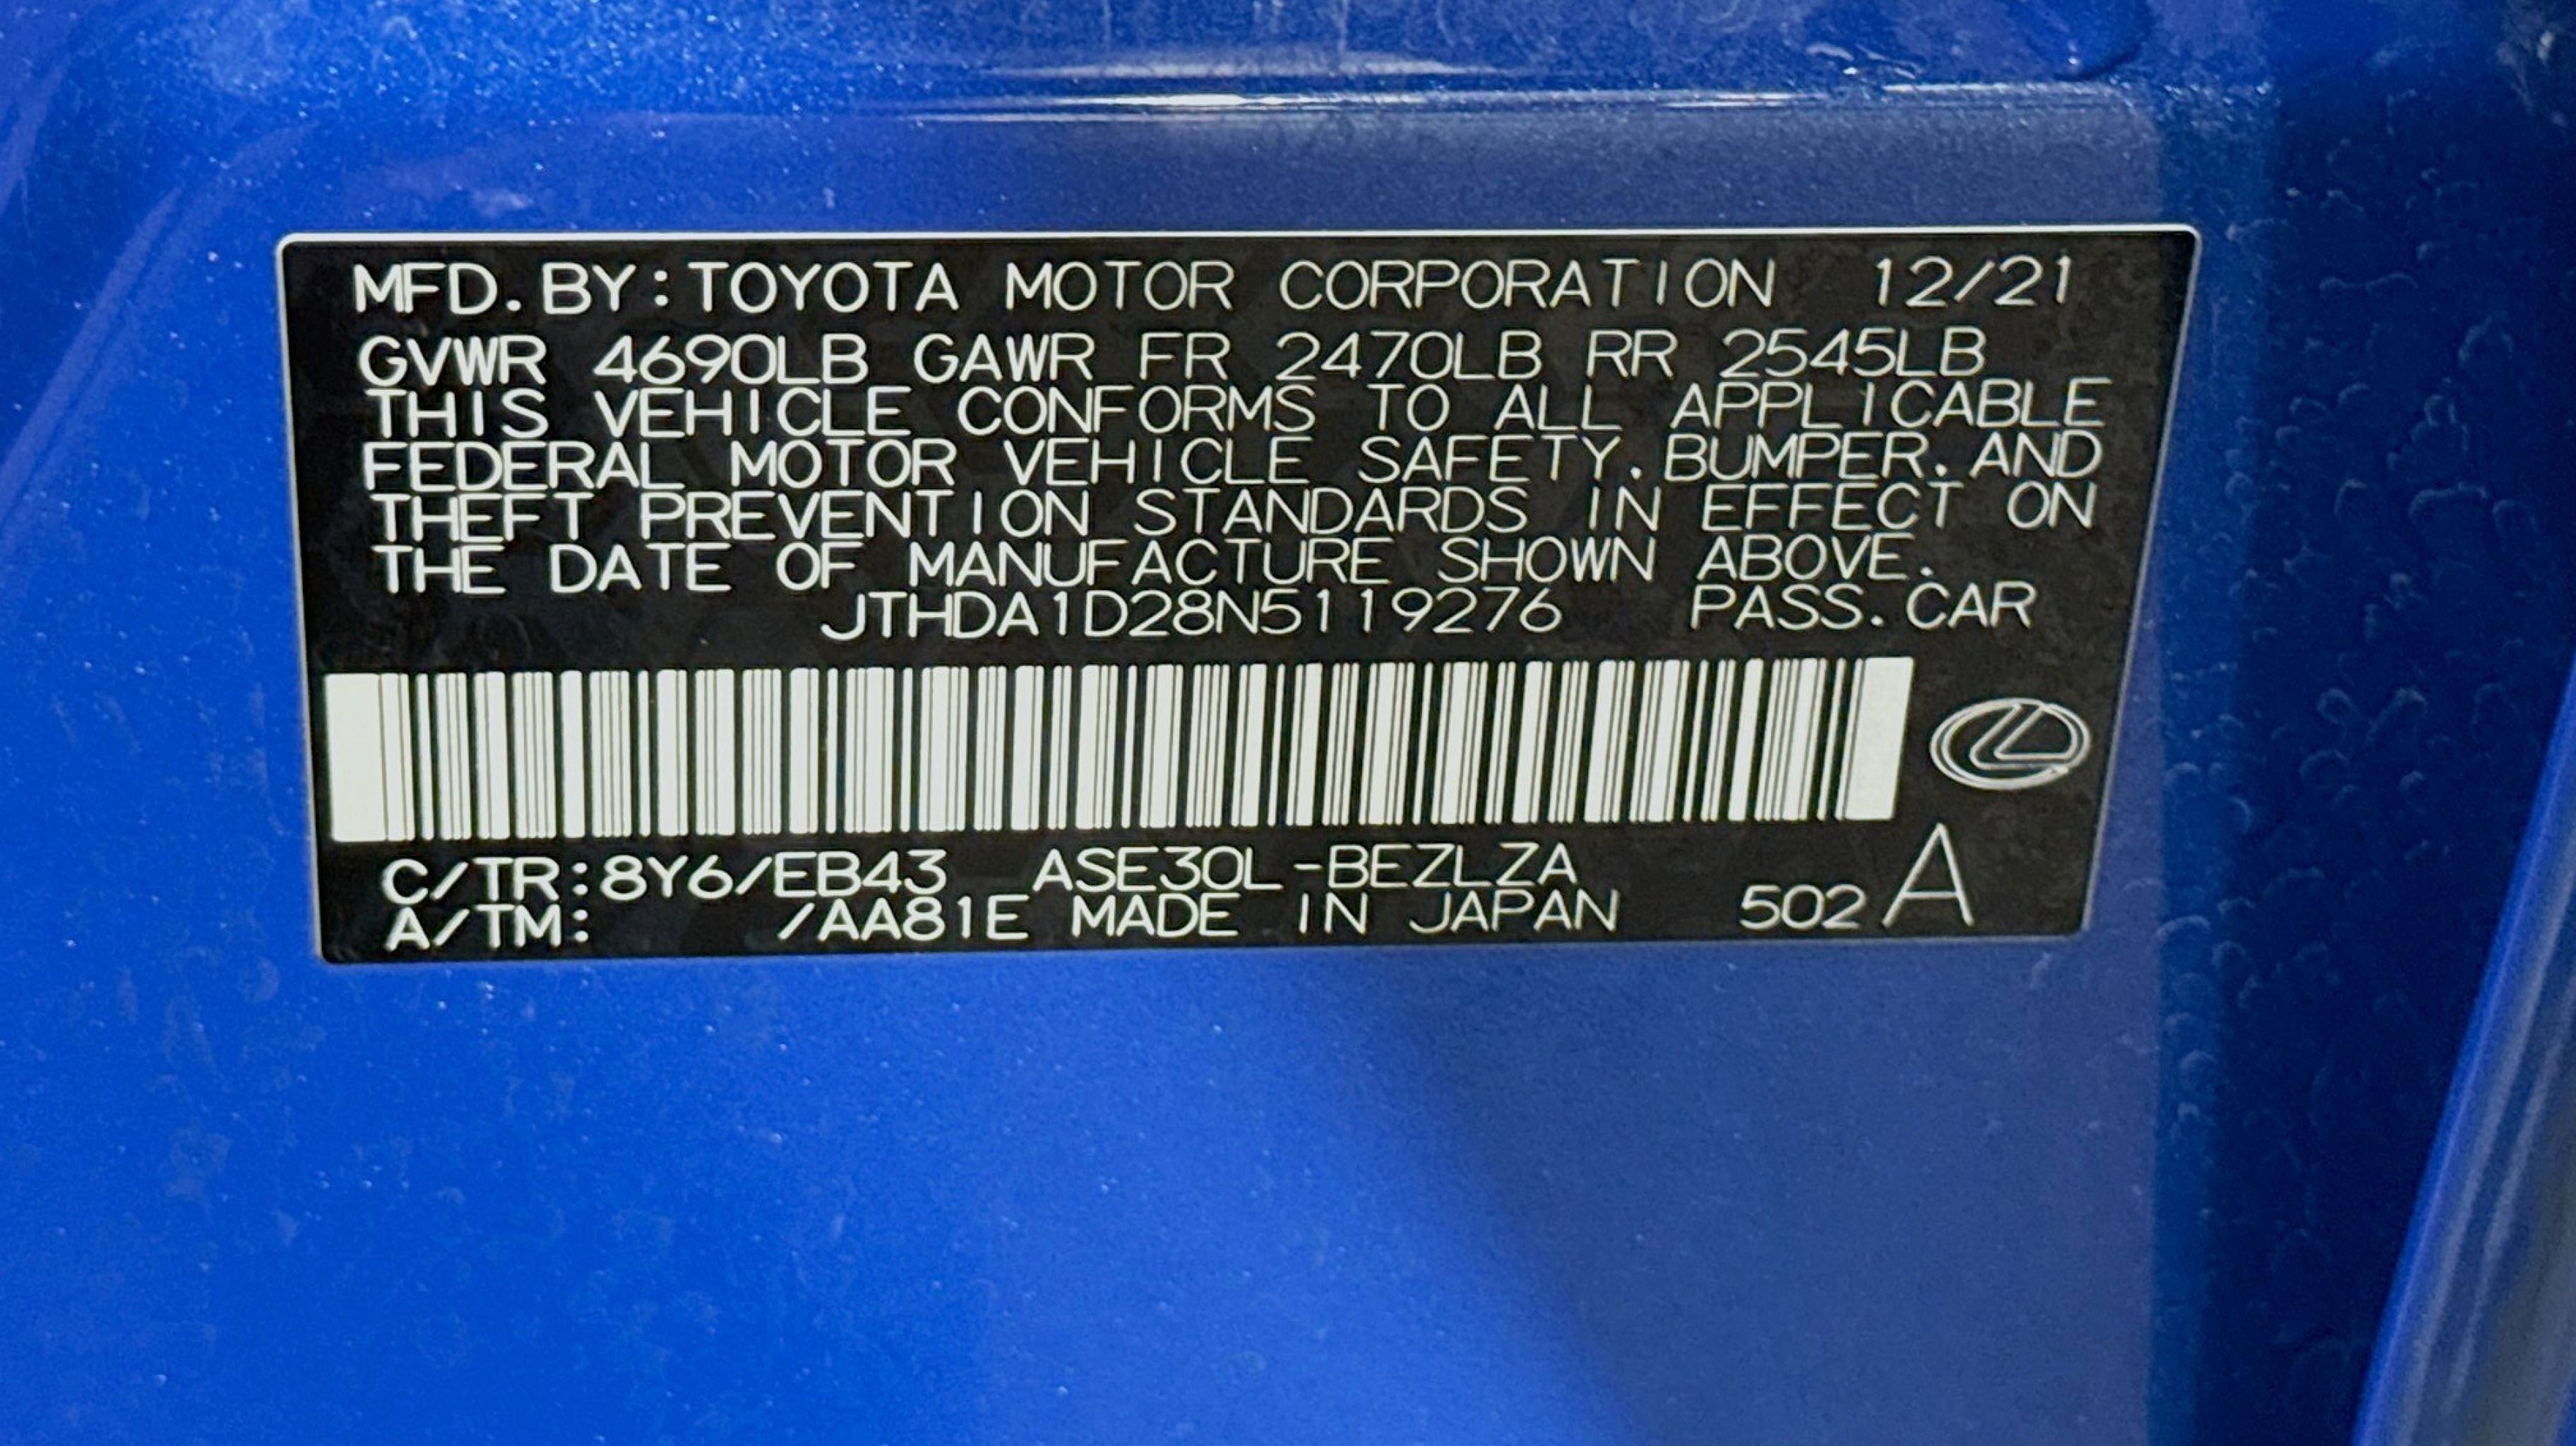 MFD. BY: TOYOTA MOTOR CORPORATION 12/21
GVWR 4690LB GAWR FR 2470LB RR 2545LB
THIS VEHICLE CONFORMS TO ALL APPLICABLE
FEDERAL MOTOR VEHICLE SAFETY. BUMPER. AND
THEFT PREVENTION STANDARDS IN EFFECT ON
THE DATE OF MANUFACTURE SHOWN ABOVE.
JTHDA1D28N5119276 PASS. CAR
C/TR: 8Y6/EB43 ASE30L-BEZLZA
A/TM: /AA81E MADE IN JAPAN 502 A